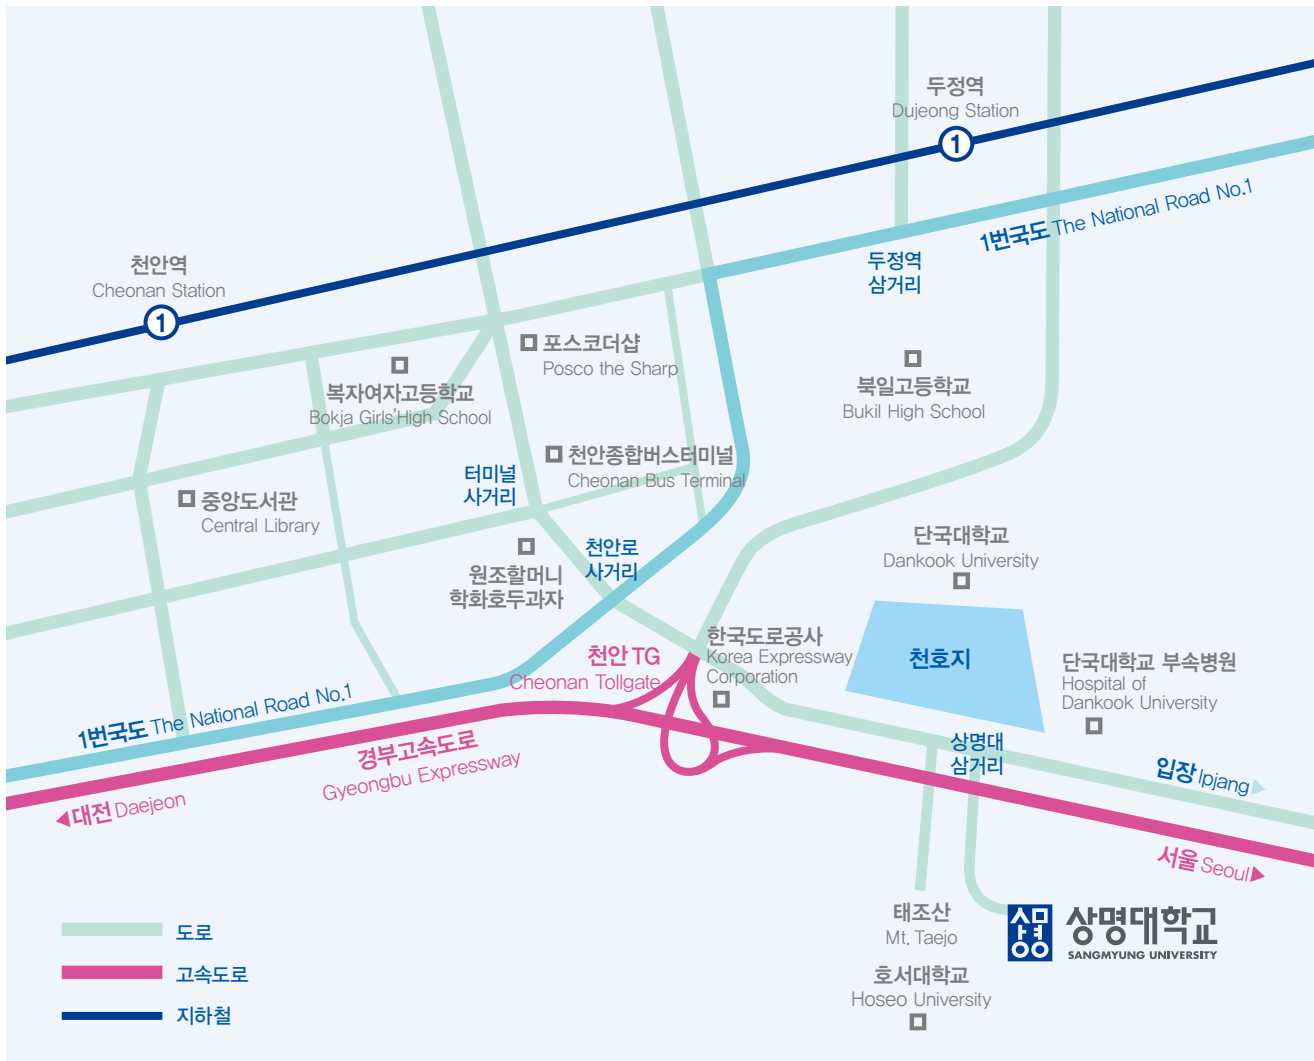 두정역
Dujeong Station
1
1번국도 The National Road No.1
천안역
Cheonan Station
1
두정역
삼거리
포스코더샵
Posco the Sharp
복자여자고등학교
Bokja Girls'High School
북일고등학교
Bukil High School
터미널
사거리
천안종합버스터미널
Cheonan Bus Terminal
중앙도서관
Central Library
천안로
사거리
원조할머니
학화호두과자
단국대학교
Dankook University
천안 TG
Cheonan Tollgate
한국도로공사
Korea Expressway
Corporation
천호지
단국대학교 부속병원
Hospital of
Dankook University
1번국도 The National Road No.1
경부고속도로
Gyeongbu Expressway
상명대
삼거리
입장 Ipjang
대전 Daejeon
서울 Seoul
태조산
Mt. Taejo
상명
상명대학교
SANGMYUNG UNIVERSITY
호서대학교
Hoseo University
도로
고속도로
지하철